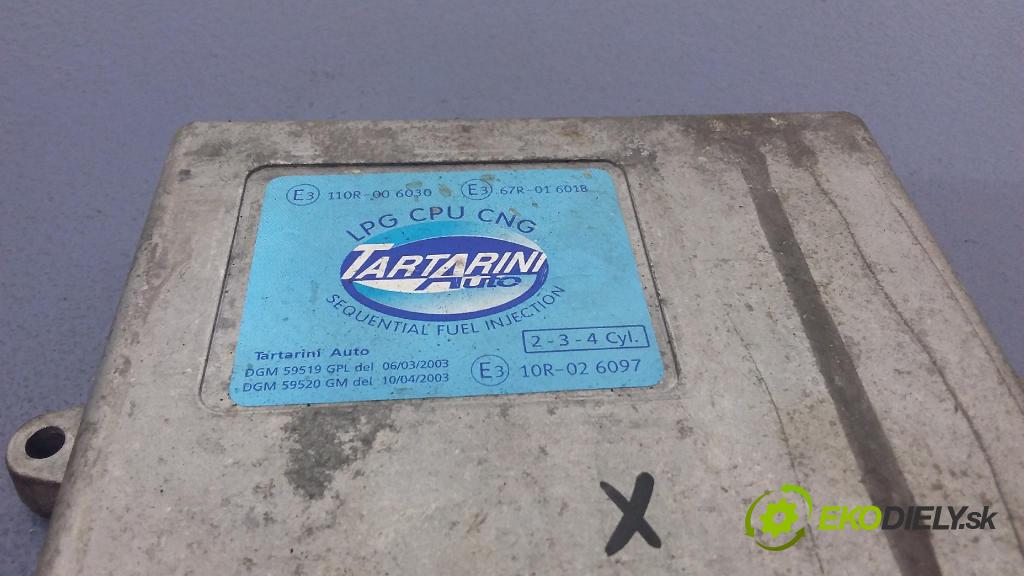 E3 110R-00 6030 E3 67R-01 6018
LPG CPU CNG
TARTARINI
Auto
SEQUENTIAL FUEL INJECTION
2-3-4 Cyl.
Tartarini Auto
DGM 59519 GPL del 06/03/2003
DGM 59520 GM del 10/04/2003
E3 10R-02 6097
X
EKODIELY.sk